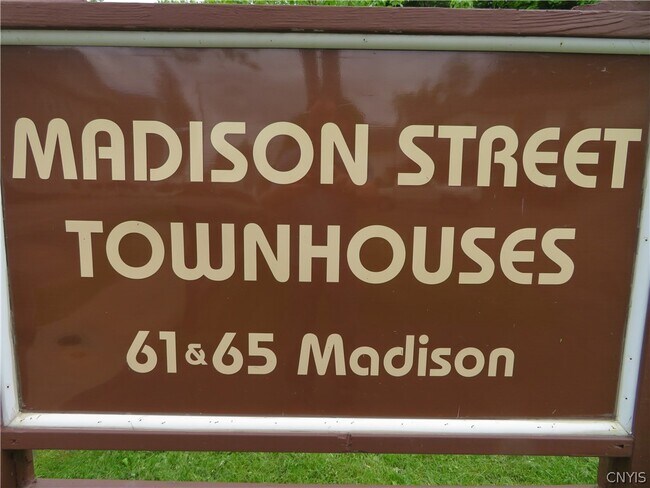 MADISON STREET
TOWNHOUSES
61 & 65 Madison
CNYIS